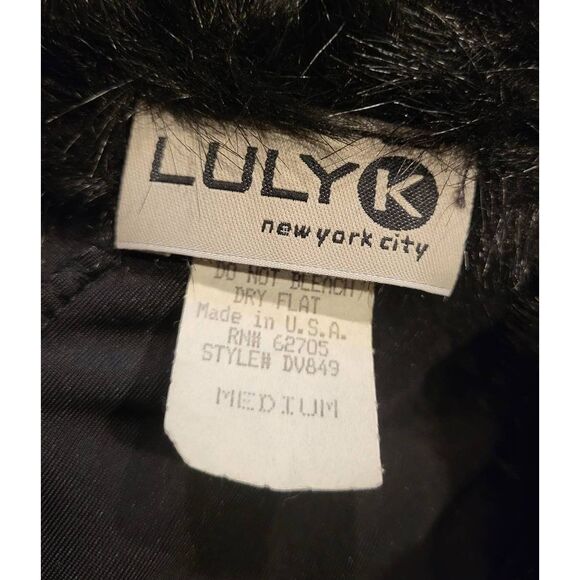 LULY K
new york city
DO NOT BLEACH/
DRY FLAT
Made in U.S.A.
RN# 62705
STYLE# DV849
MEDIUM